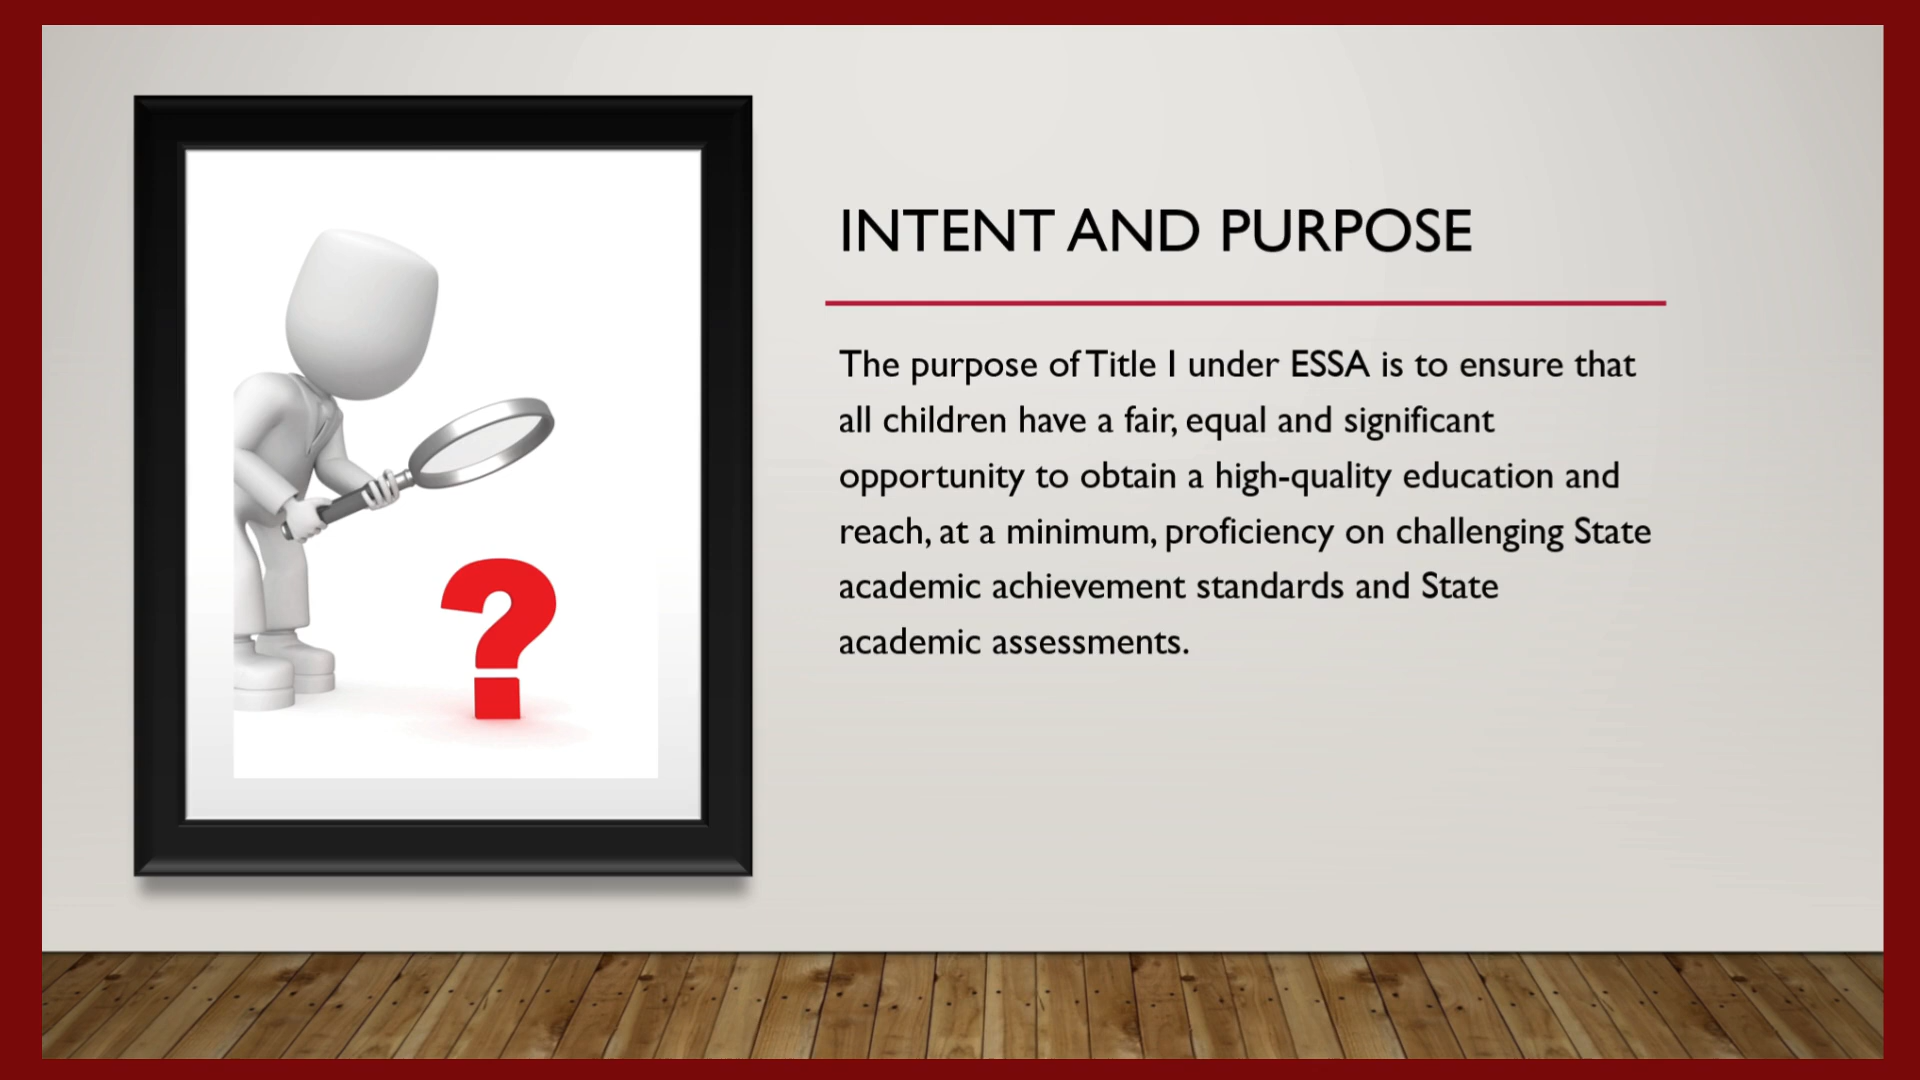 INTENT AND PURPOSE
The purpose of Title I under ESSA is to ensure that
all children have a fair, equal and significant
opportunity to obtain a high-quality education and
reach, at a minimum, proficiency on challenging State
academic achievement standards and State
academic assessments.
?